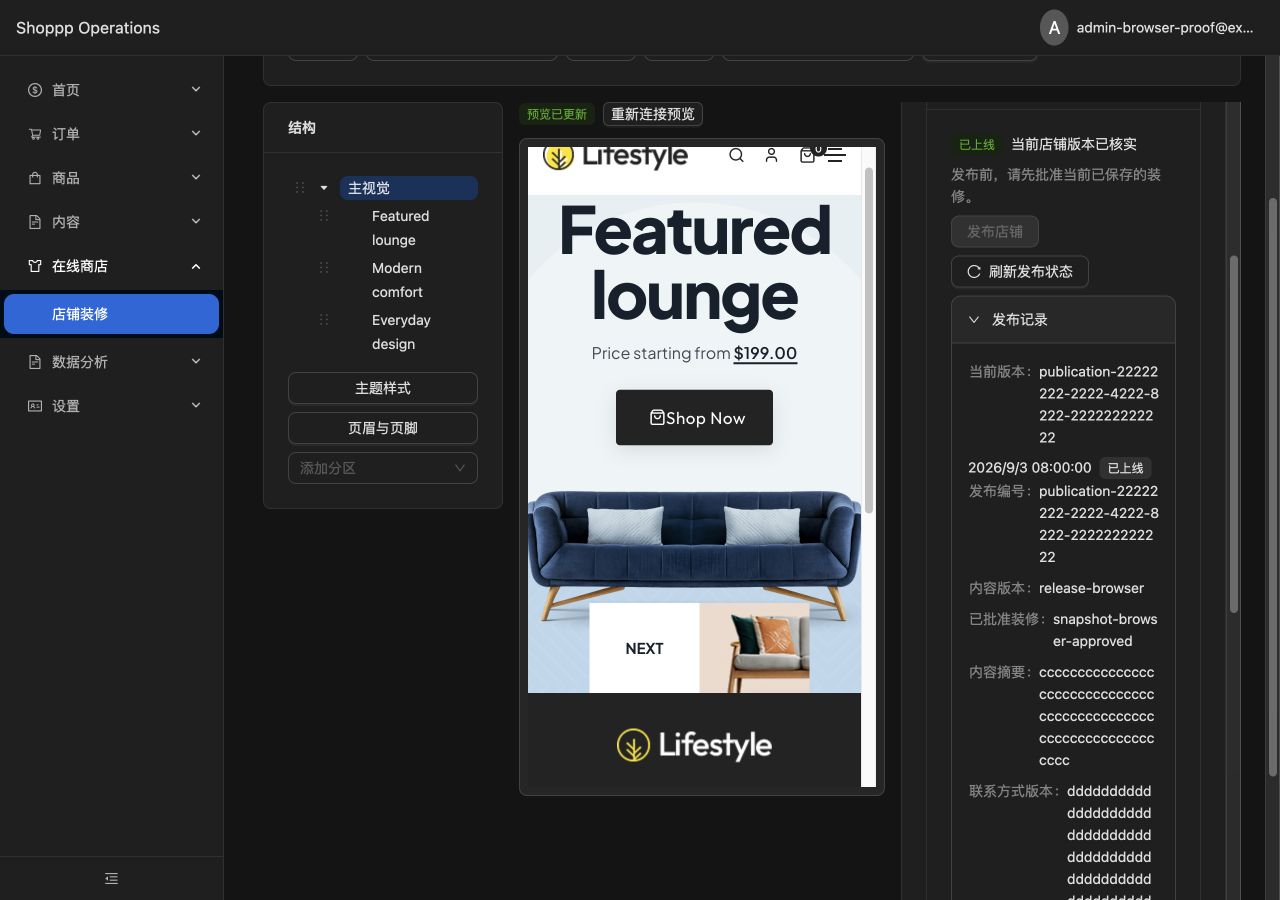 Shoppp Operations
A
admin-browser-proof@ex...
首页
订单
商品
内容
在线商店
店铺装修
数据分析
设置
结构
主视觉
Featured
lounge
Modern
comfort
Everyday
design
主题样式
页眉与页脚
添加分区
预览已更新
重新连接预览
Lifestyle
0
Featured
lounge
Price starting from $199.00
Shop Now
NEXT
Lifestyle
已上线
当前店铺版本已核实
发布前，请先批准当前已保存的装
修。
发布店铺
刷新发布状态
发布记录
当前版本：
publication-22222
222-2222-4222-8
222-2222222222
22
2026/9/3 08:00:00
已上线
发布编号：
publication-22222
222-2222-4222-8
222-2222222222
22
内容版本：
release-browser
已批准装修：
snapshot-brows
er-approved
内容摘要：
ccccccccccccccc
ccccccccccccccc
ccccccccccccccc
ccccccccccccccc
cccc
联系方式版本：
dddddddddd
dddddddddd
dddddddddd
dddddddddd
dddddddddd